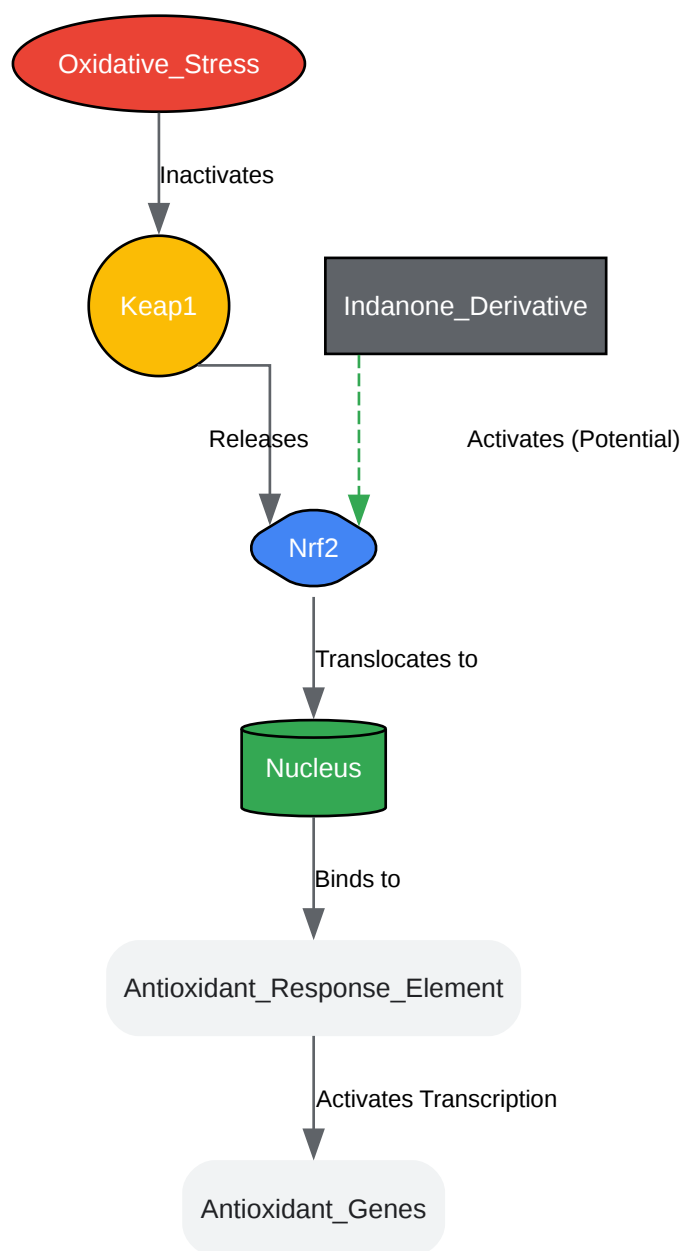 Oxidative_Stress
Inactivates
Keap1
Indanone_Derivative
Releases
Activates (Potential)
Nrf2
Translocates to
Nucleus
Binds to
Antioxidant_Response_Element
Activates Transcription
Antioxidant_Genes